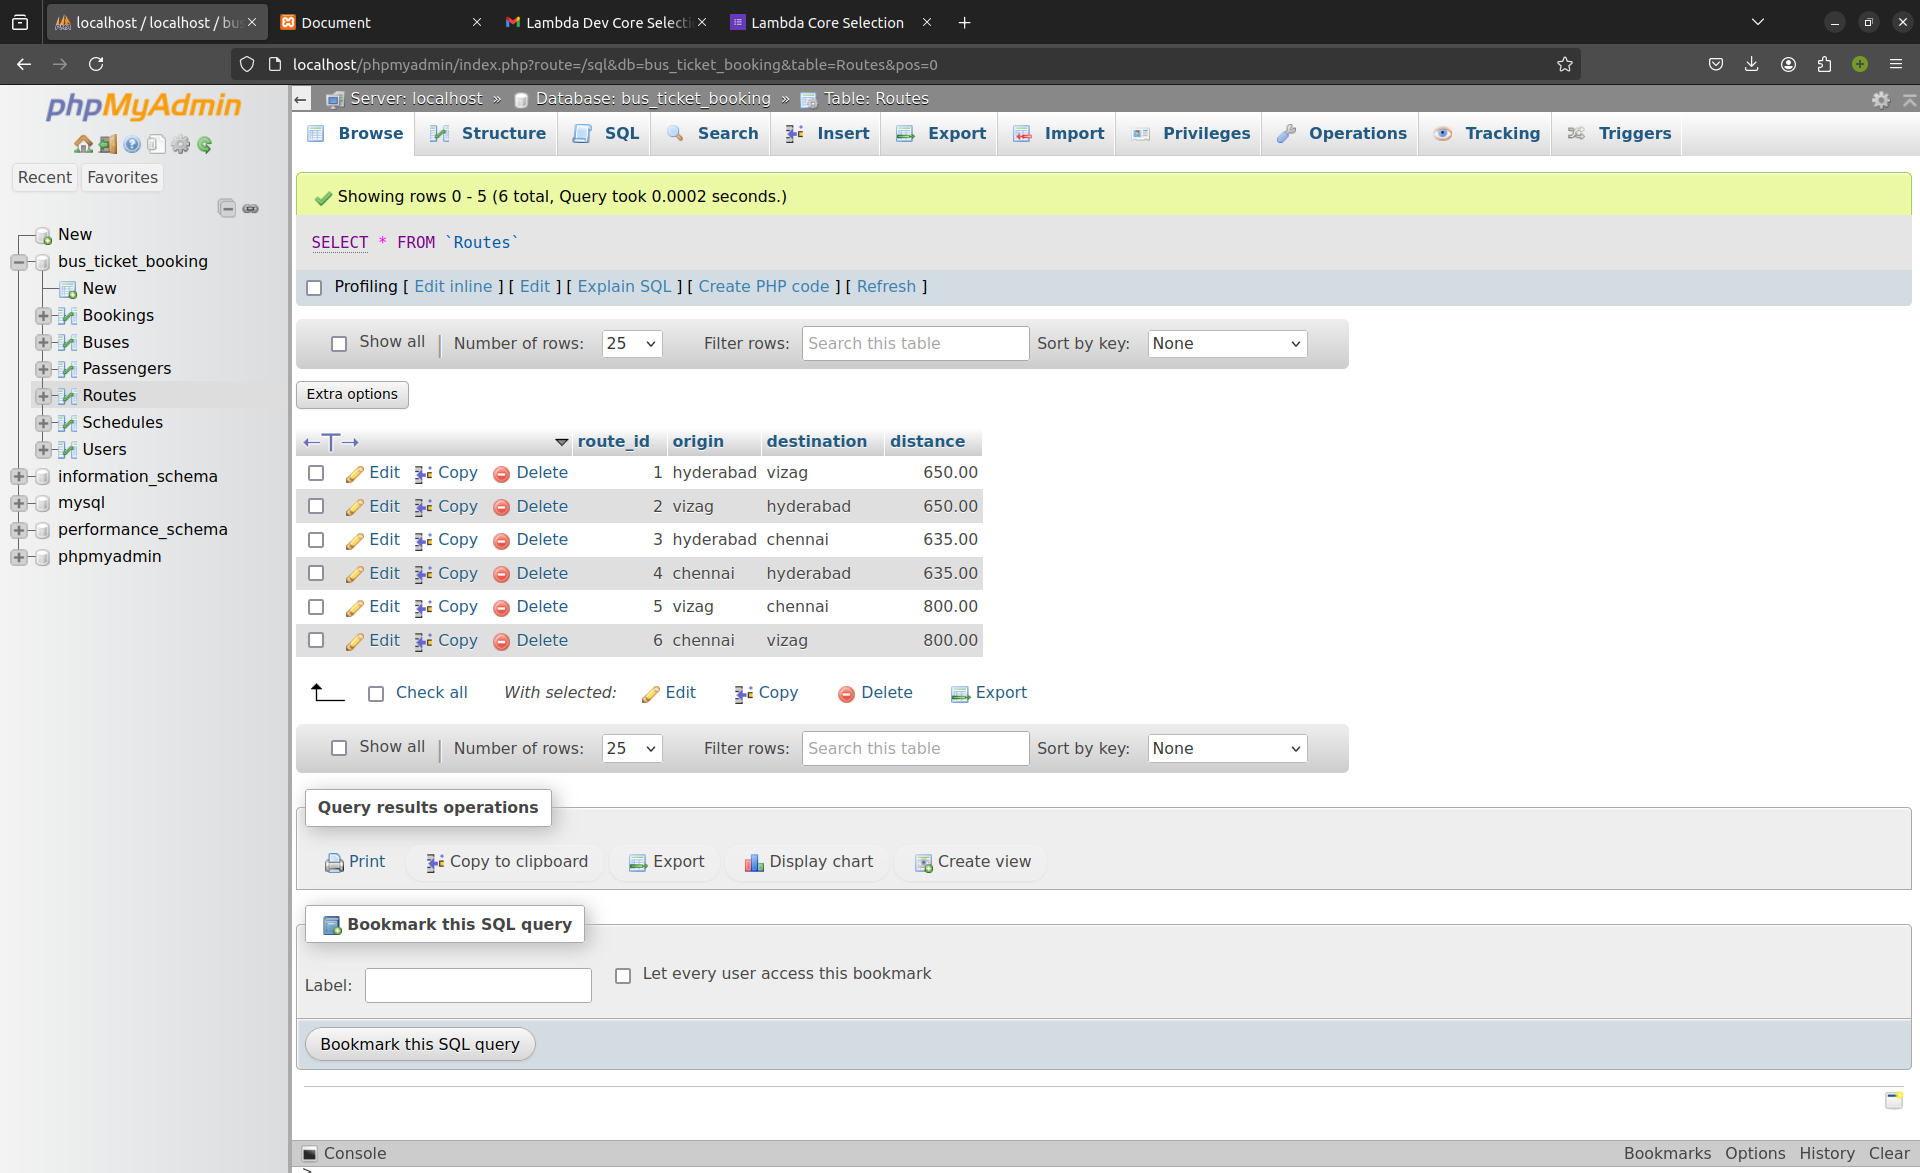 localhost / localhost / bu
Document
Lambda Dev Core Selecti
Lambda Core Selection
localhost/phpmyadmin/index.php?route=/sql&db=bus_ticket_booking&table=Routes&pos=0
phpMyAdmin
Recent Favorites
New
bus_ticket_booking
New
Bookings
Buses
Passengers
Routes
Schedules
Users
information_schema
mysql
performance_schema
phpmyadmin
Server: localhost » Database: bus_ticket_booking » Table: Routes
Browse Structure SQL Search Insert Export Import Privileges Operations Tracking Triggers
Showing rows 0 - 5 (6 total, Query took 0.0002 seconds.)
SELECT * FROM `Routes`
Profiling [ Edit inline ] [ Edit ] [ Explain SQL ] [ Create PHP code ] [ Refresh ]
Show all | Number of rows: 25 Filter rows: Search this table Sort by key: None
Extra options
←T→ route_id origin destination distance
Edit Copy Delete 1 hyderabad vizag 650.00
Edit Copy Delete 2 vizag hyderabad 650.00
Edit Copy Delete 3 hyderabad chennai 635.00
Edit Copy Delete 4 chennai hyderabad 635.00
Edit Copy Delete 5 vizag chennai 800.00
Edit Copy Delete 6 chennai vizag 800.00
Check all With selected: Edit Copy Delete Export
Show all | Number of rows: 25 Filter rows: Search this table Sort by key: None
Query results operations
Print Copy to clipboard Export Display chart Create view
Bookmark this SQL query
Label: Let every user access this bookmark
Bookmark this SQL query
Console Bookmarks Options History Clear
>